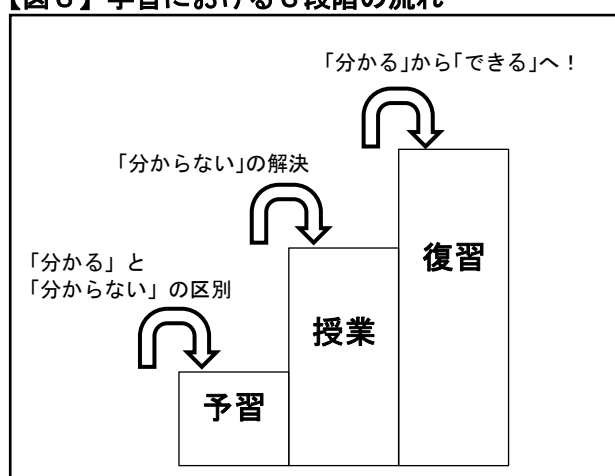 「分かる」から「できる」へ！
「分からない」の解決
復習
「分かる」と
「分からない」の区別
授業
予習